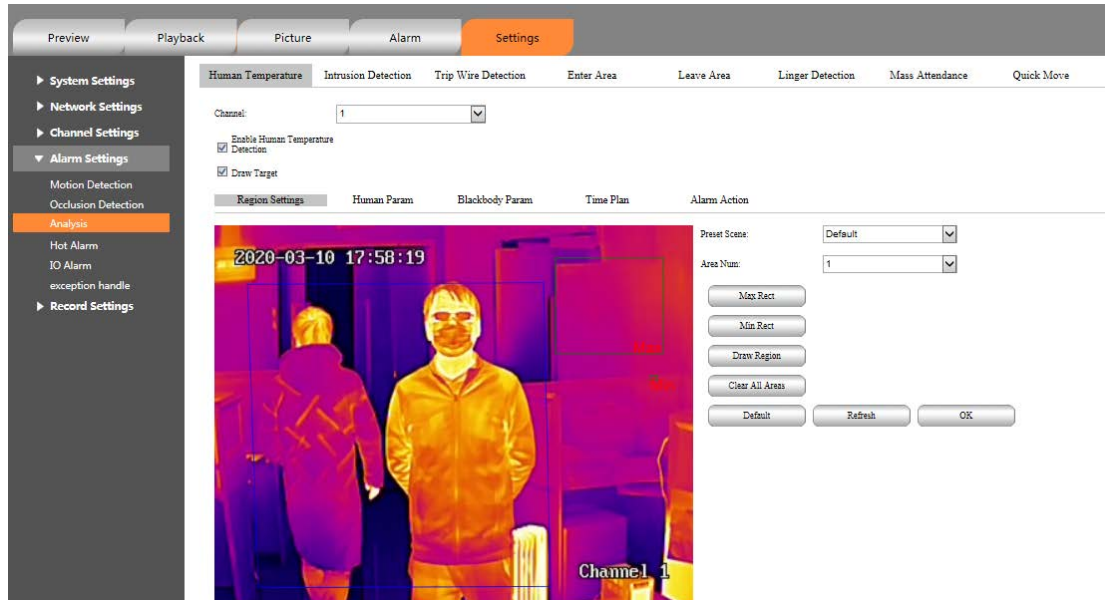 Preview Playback Picture Alarm Settings
System Settings
Network Settings
Channel Settings
Alarm Settings
Motion Detection
Occlusion Detection
Analysis
Hot Alarm
IO Alarm
exception handle
Record Settings
Human Temperature Intrusion Detection Trip Wire Detection Enter Area Leave Area Linger Detection Mass Attendance Quick Move
Channel: 1
Enable Human Temperature
Detection
Draw Target
Region Settings Human Param Blackbody Param Time Plan Alarm Action
2020-03-10 17:58:19
Channel 1
Preset Scene: Default
Area Num: 1
Max Rect
Min Rect
Draw Region
Clear All Areas
Default Refresh OK